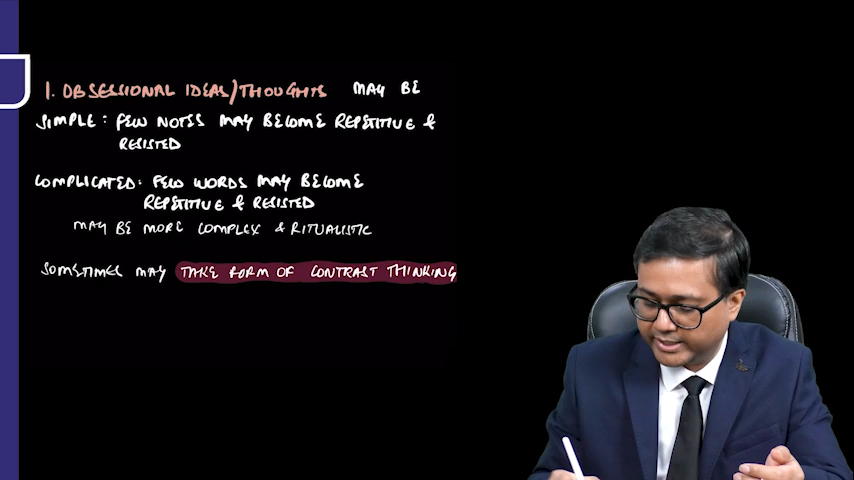 1. OBSESSIONAL IDEAS/THOUGHTS MAY BE
SIMPLE: FEW NOTES MAY BECOME REPETITIVE &
RESISTED
COMPLICATED: FEW WORDS MAY BECOME
REPETITIVE & RESISTED
MAY BE MORE COMPLEX & RITUALISTIC
SOMETIMES MAY TAKE FORM OF CONTRAST THINKING